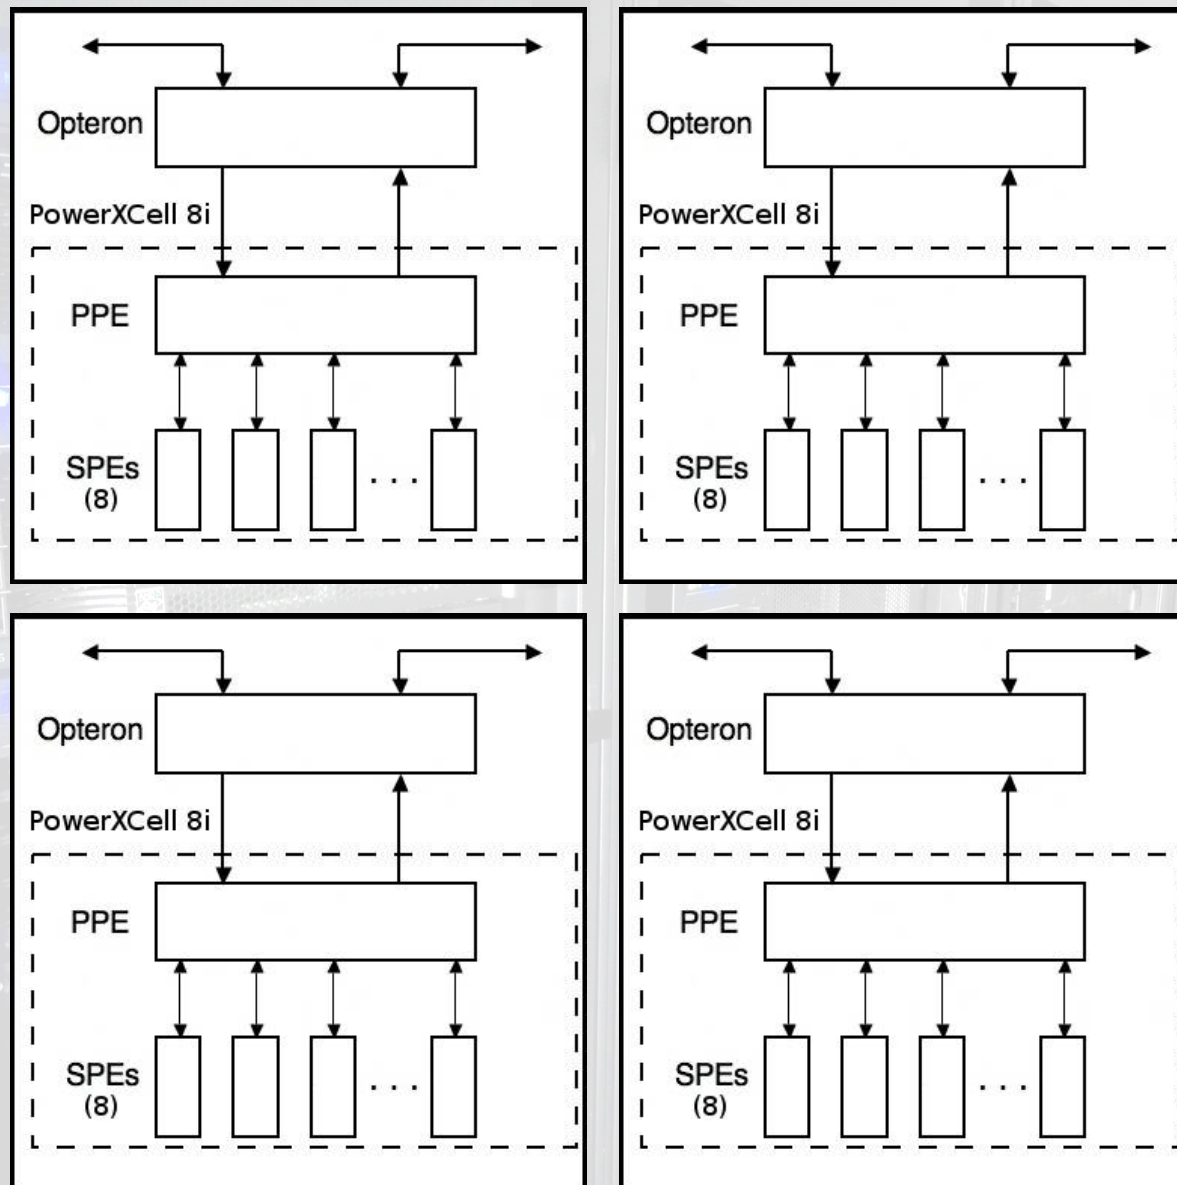 Opteron
PowerXCell 8i
PPE
SPEs
(8)
. . .
Opteron
PowerXCell 8i
PPE
SPEs
(8)
. . .
Opteron
PowerXCell 8i
PPE
SPEs
(8)
. . .
Opteron
PowerXCell 8i
PPE
SPEs
(8)
. . .